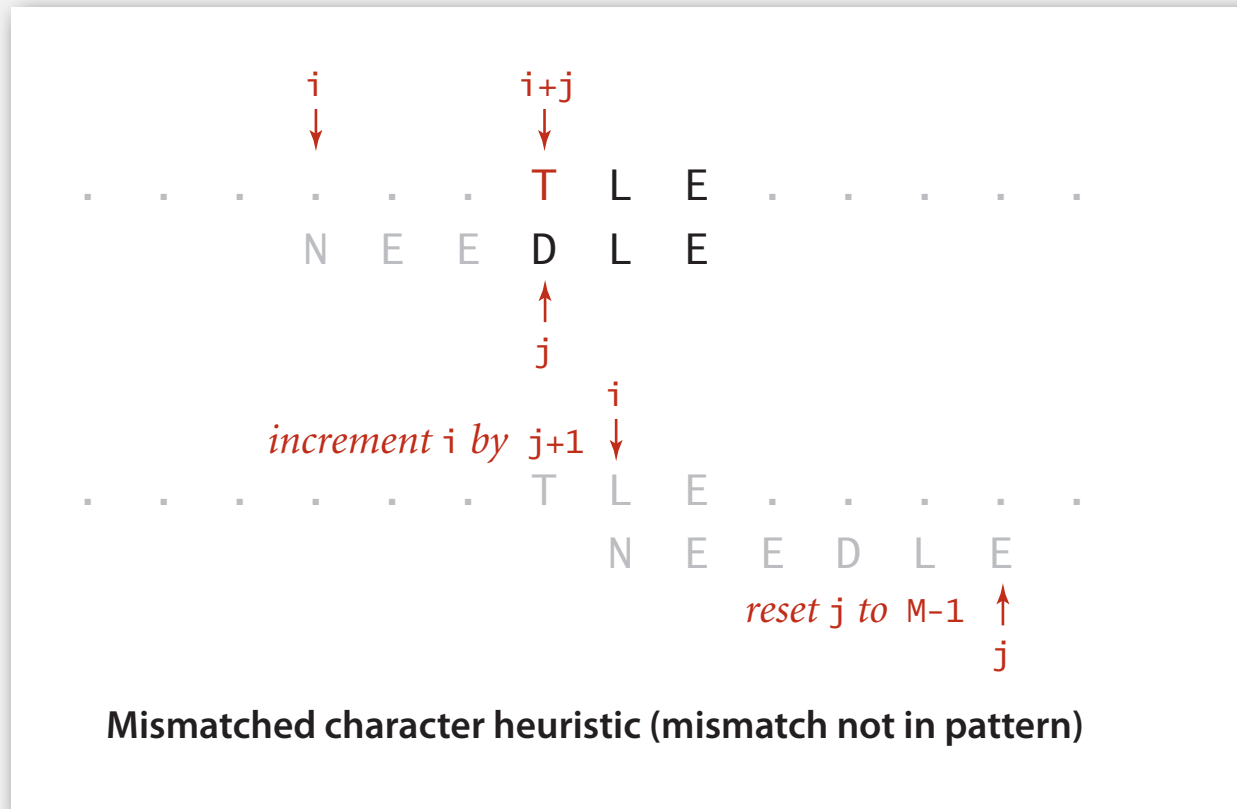 i i+j
. . . . . . T L E . . . . .
N E E D L E
j
i
increment i by j+1
. . . . . . T L E . . . . .
N E E D L E
reset j to M-1
j
Mismatched character heuristic (mismatch not in pattern)